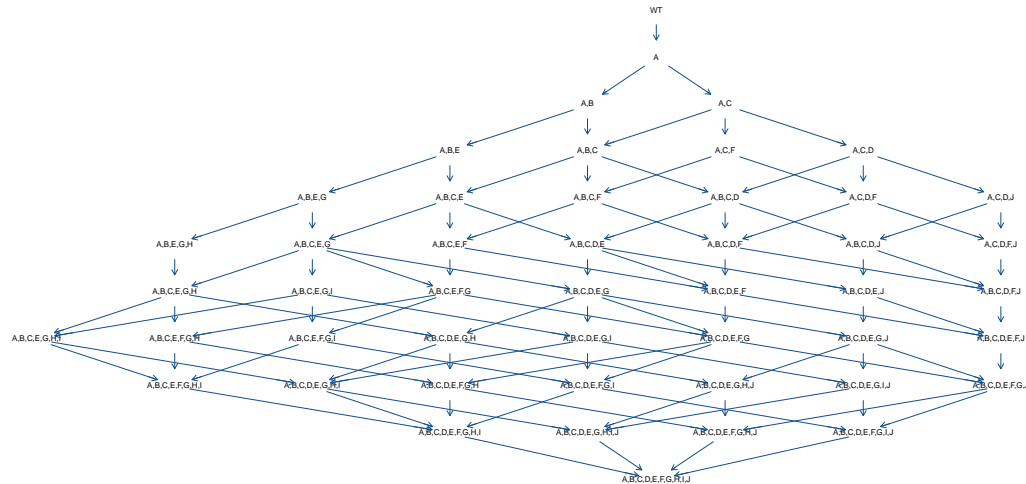 WT
A
A,B
A,C
A,B,E
A,B,C
A,C,F
A,C,D
A,B,E,G
A,B,C,E
A,B,C,F
A,B,C,D
A,C,D,F
A,C,D,J
A,B,E,G,H
A,B,C,E,G
A,B,C,E,F
A,B,C,D,E
A,B,C,D,F
A,B,C,D,J
A,C,D,F,J
A,B,C,E,G,H
A,B,C,E,G,I
A,B,C,E,F,G
A,B,C,D,E,G
A,B,C,D,E,F
A,B,C,D,E,J
A,B,C,D,F,J
A,B,C,E,G,H,I
A,B,C,E,F,G,H
A,B,C,E,F,G,I
A,B,C,D,E,G,H
A,B,C,D,E,G,I
A,B,C,D,E,F,G
A,B,C,D,E,G,J
A,B,C,D,E,F,J
A,B,C,E,F,G,H,I
A,B,C,D,E,G,H,I
A,B,C,D,E,F,G,H
A,B,C,D,E,F,G,I
A,B,C,D,E,G,H,J
A,B,C,D,E,G,I,J
A,B,C,D,E,F,G,J
A,B,C,D,E,F,G,H,I
A,B,C,D,E,G,H,I,J
A,B,C,D,E,F,G,H,J
A,B,C,D,E,F,G,I,J
A,B,C,D,E,F,G,H,I,J